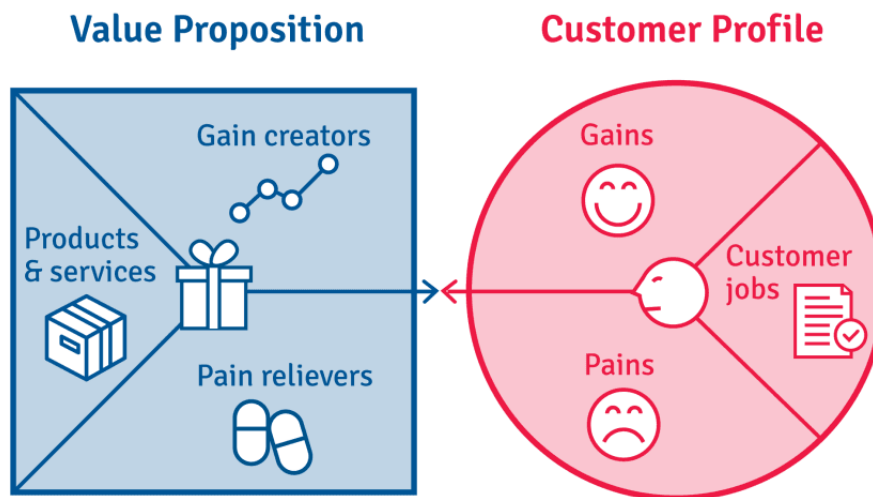 Value Proposition
Customer Profile
Gain creators
Products
& services
Pain relievers
Gains
Customer
jobs
Pains